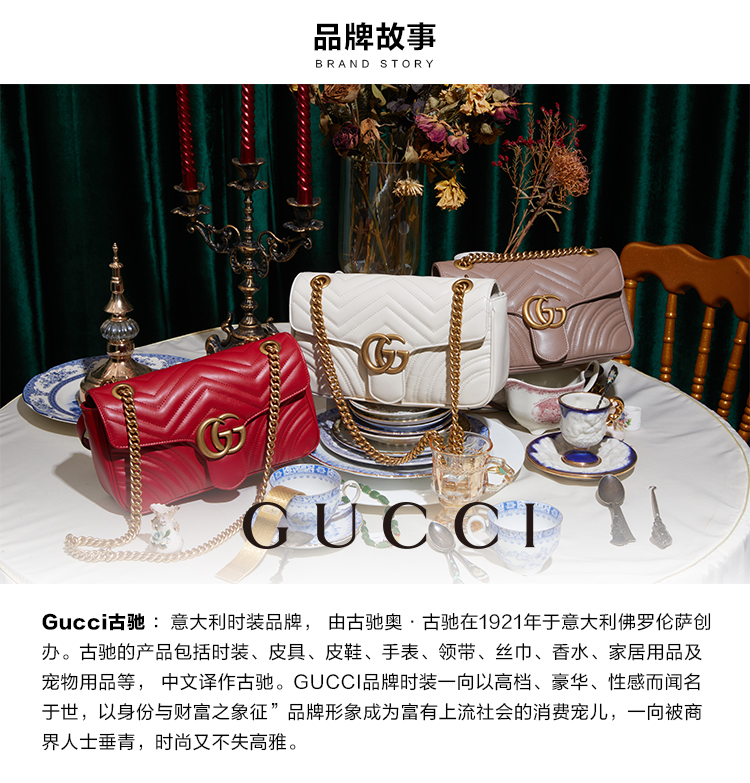 品牌故事
BRAND STORY
GUCCI
Gucci古驰 ： 意大利时装品牌， 由古驰奥 · 古驰在1921年于意大利佛罗伦萨创
办。古驰的产品包括时装、皮具、皮鞋、手表、领带、丝巾、香水、家居用品及
宠物用品等， 中文译作古驰。GUCCI品牌时装一向以高档、豪华、性感而闻名
于世，以身份与财富之象征”品牌形象成为富有上流社会的消费宠儿，一向被商
界人士垂青，时尚又不失高雅。